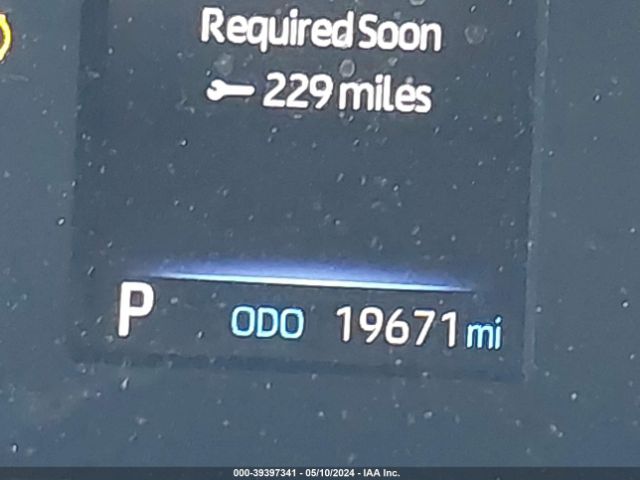 Required Soon
229 miles
P ODO 19671 mi
000-39397341 - 05/10/2024 - IAA Inc.